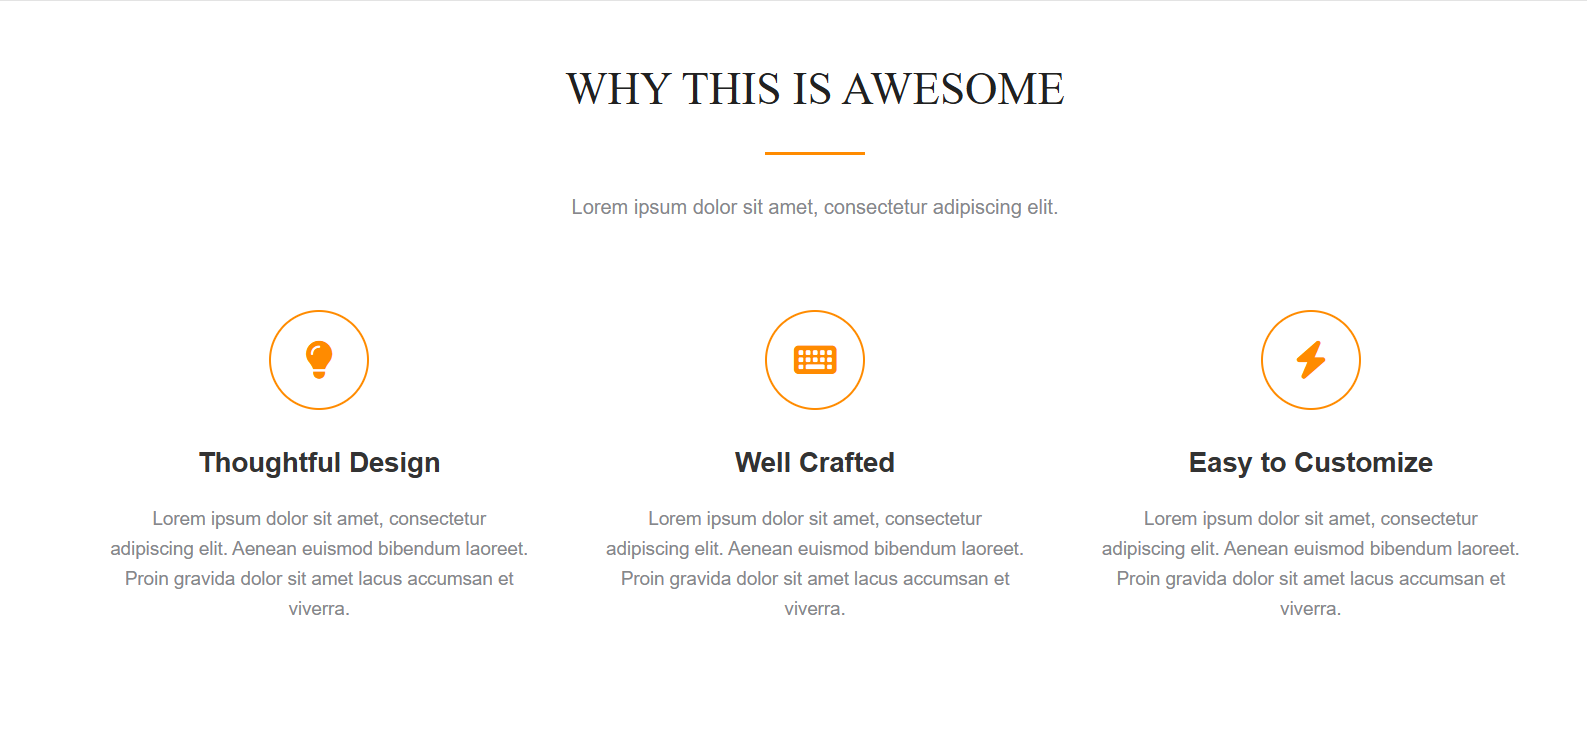 WHY THIS IS AWESOME
Lorem ipsum dolor sit amet, consectetur adipiscing elit.
Thoughtful Design
Lorem ipsum dolor sit amet, consectetur
adipiscing elit. Aenean euismod bibendum laoreet.
Proin gravida dolor sit amet lacus accumsan et
viverra.
Well Crafted
Lorem ipsum dolor sit amet, consectetur
adipiscing elit. Aenean euismod bibendum laoreet.
Proin gravida dolor sit amet lacus accumsan et
viverra.
Easy to Customize
Lorem ipsum dolor sit amet, consectetur
adipiscing elit. Aenean euismod bibendum laoreet.
Proin gravida dolor sit amet lacus accumsan et
viverra.